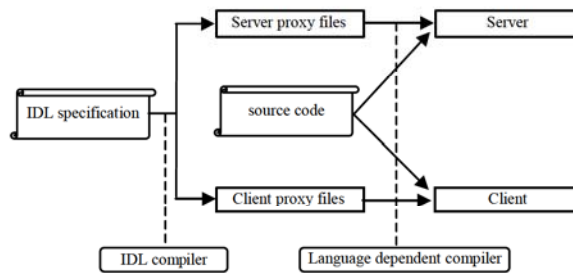 Server proxy files
Server
IDL specification
source code
Client proxy files
Client
IDL compiler
Language dependent compiler